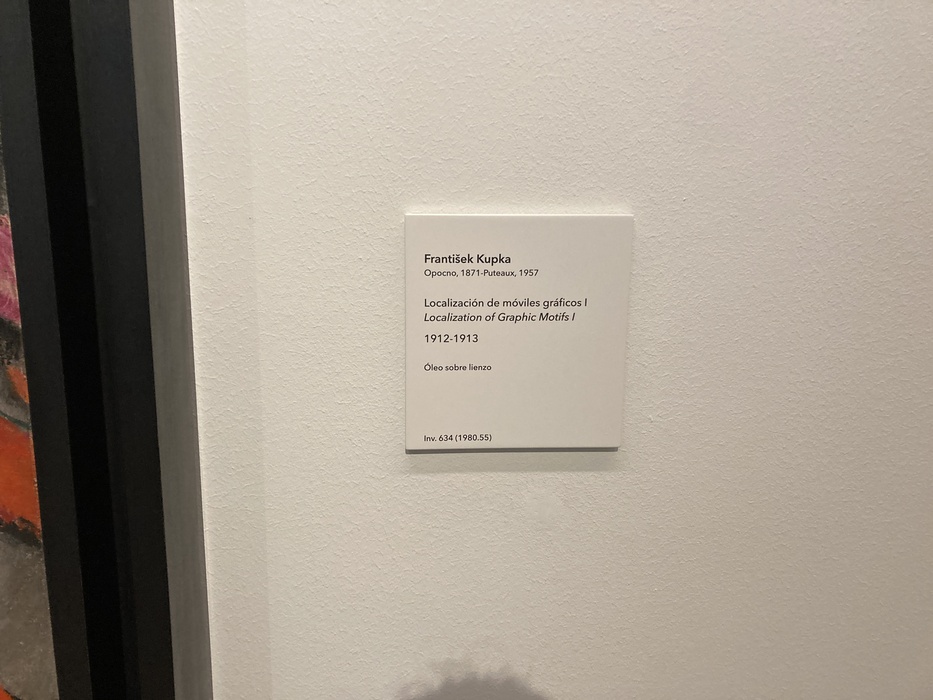 František Kupka
Opocno, 1871-Puteaux, 1957
Localización de móviles gráficos I
Localization of Graphic Motifs I
1912-1913
Óleo sobre lienzo
Inv. 634 (1980.55)